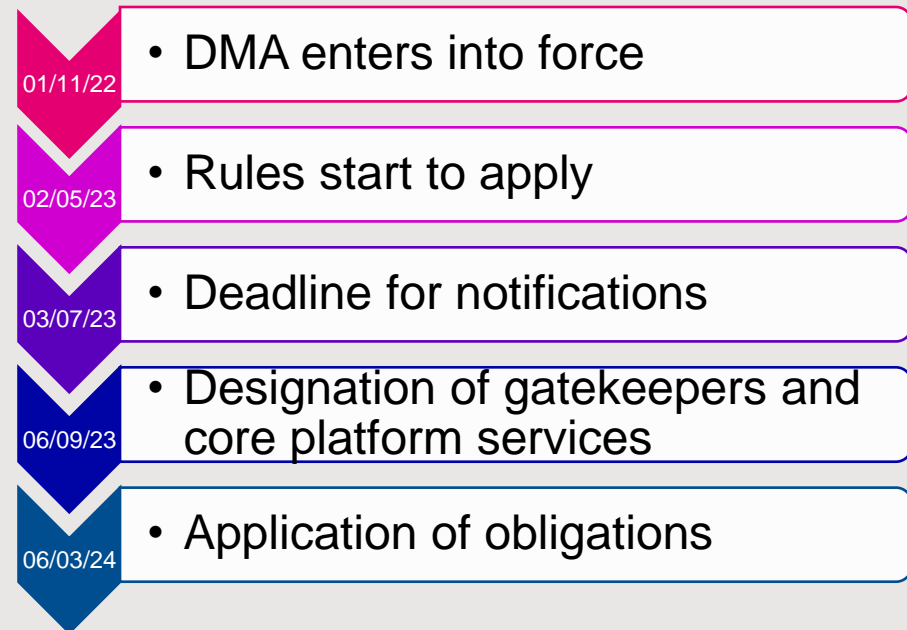 01/11/22
• DMA enters into force
02/05/23
• Rules start to apply
03/07/23
• Deadline for notifications
06/09/23
• Designation of gatekeepers and
core platform services
06/03/24
• Application of obligations